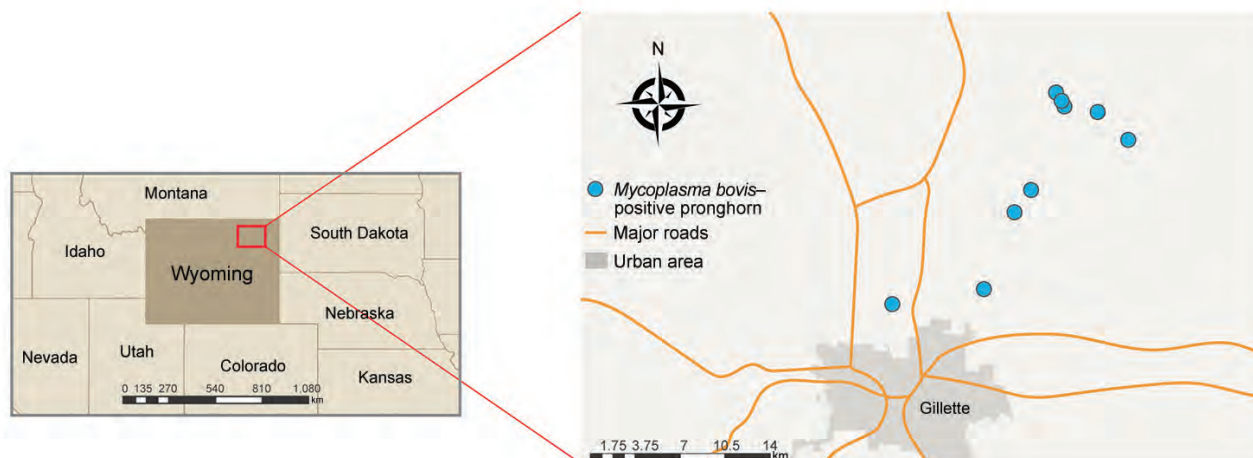 Montana
Idaho
South Dakota
Wyoming
Nebraska
Nevada
Utah
Colorado
Kansas
0 135 270 540 810 1.080
km
N
Mycoplasma bovis–
positive pronghorn
Major roads
Urban area
Gillette
1.75 3.75 7 10.5 14
km